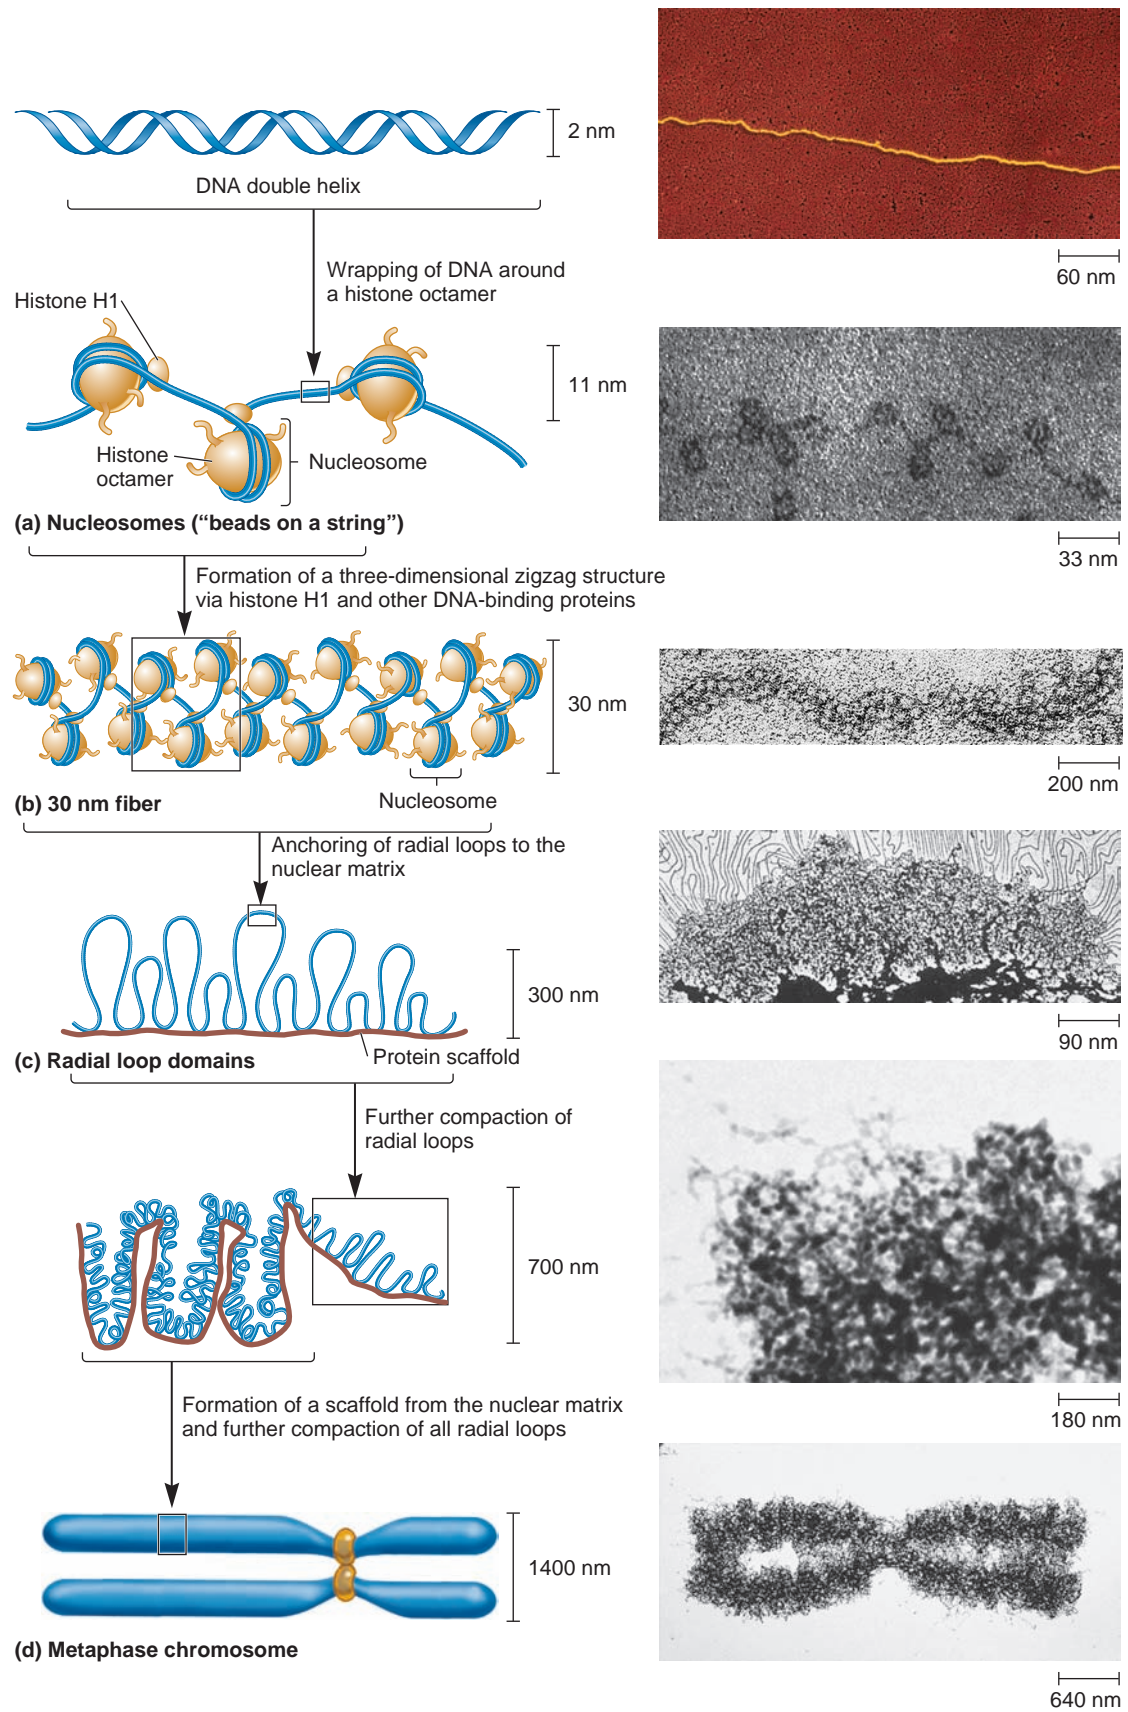 2 nm
DNA double helix
60 nm
Wrapping of DNA around
a histone octamer
Histone H1
11 nm
Histone
octamer
Nucleosome
(a) Nucleosomes (“beads on a string”)
33 nm
Formation of a three-dimensional zigzag structure
via histone H1 and other DNA-binding proteins
30 nm
200 nm
Nucleosome
(b) 30 nm fiber
Anchoring of radial loops to the
nuclear matrix
300 nm
90 nm
Protein scaffold
(c) Radial loop domains
Further compaction of
radial loops
700 nm
180 nm
Formation of a scaffold from the nuclear matrix
and further compaction of all radial loops
1400 nm
(d) Metaphase chromosome
640 nm